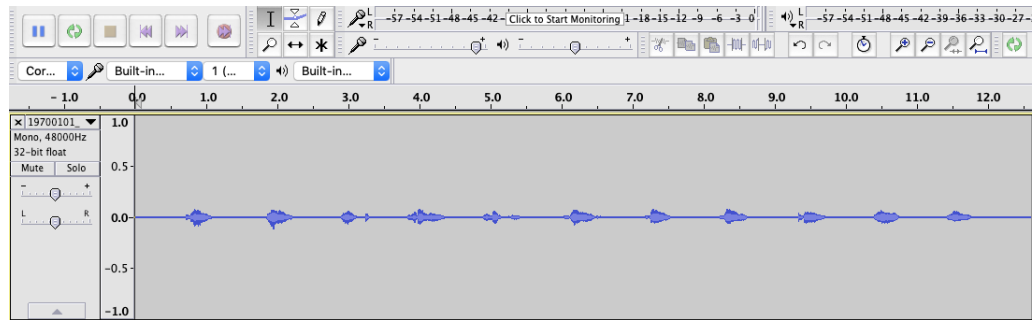 L
R
-57 -54 -51 -48 -45 -42 - Click to Start Monitoring 1 -18 -15 -12 -9 -6 -3 0
L
R
-57 -54 -51 -48 -45 -42 -39 -36 -33 -30 -27 -
Cor... Built-in... 1 (... Built-in...
- 1.0 0.0 1.0 2.0 3.0 4.0 5.0 6.0 7.0 8.0 9.0 10.0 11.0 12.0
× 19700101_ ▼
Mono, 48000Hz
32-bit float
Mute Solo
- +
L R
1.0
0.5-
0.0-
-0.5-
-1.0